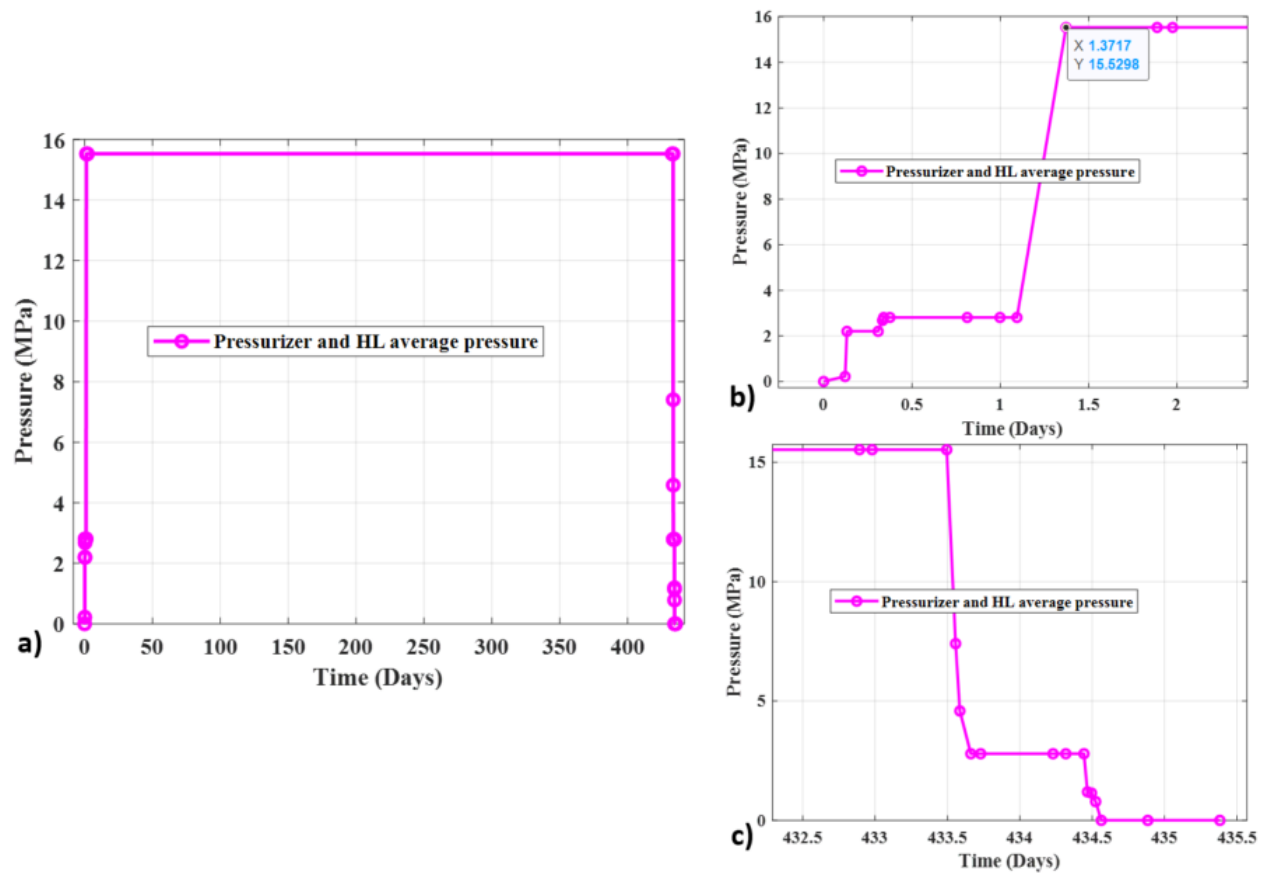 16
14
12
10
8
6
4
2
0
Pressure (MPa)
Pressurizer and HL average pressure
0 50 100 150 200 250 300 350 400
Time (Days)
a)
16
14
12
10
8
6
4
2
0
Pressure (MPa)
X 1.3717
Y 15.5298
Pressurizer and HL average pressure
0 0.5 1 1.5 2
Time (Days)
b)
15
10
5
0
Pressure (MPa)
Pressurizer and HL average pressure
432.5 433 433.5 434 434.5 435 435.5
Time (Days)
c)